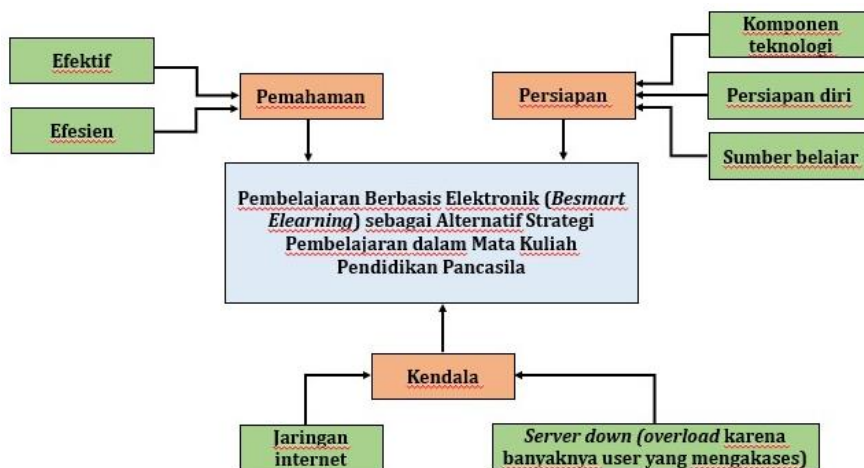 Efektif
Efesien
Pemahaman
Persiapan
Komponen
teknologi
Persiapan diri
Sumber belajar
Pembelajaran Berbasis Elektronik (Besmart
Elearning) sebagai Alternatif Strategi
Pembelajaran dalam Mata Kuliah
Pendidikan Pancasila
Kendala
Jaringan
internet
Server down (overload karena
banyaknya user yang mengakases)